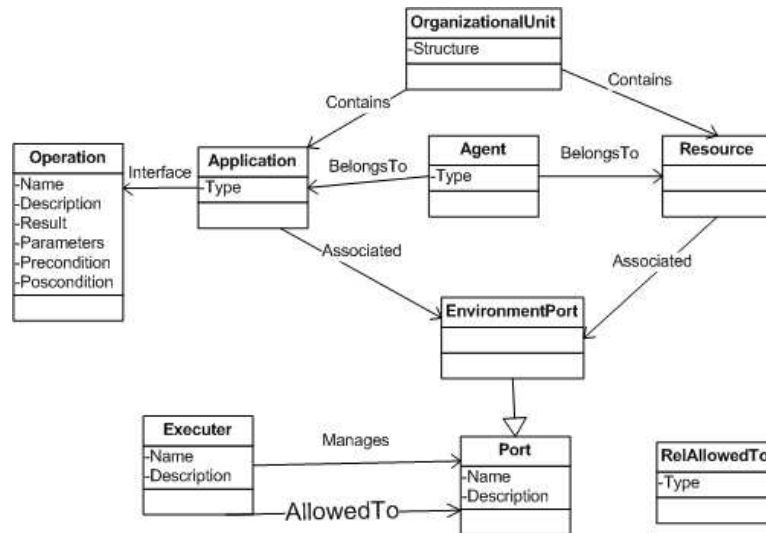 OrganizationalUnit
-Structure
Contains
Contains
Operation
-Name
-Description
-Result
-Parameters
-Precondition
-Poscondition
Interface
Application
-Type
BelongsTo
Agent
-Type
BelongsTo
Resource
Associated
Associated
EnvironmentPort
Executer
-Name
-Description
Manages
AllowedTo
Port
-Name
-Description
RelAllowedTo
-Type